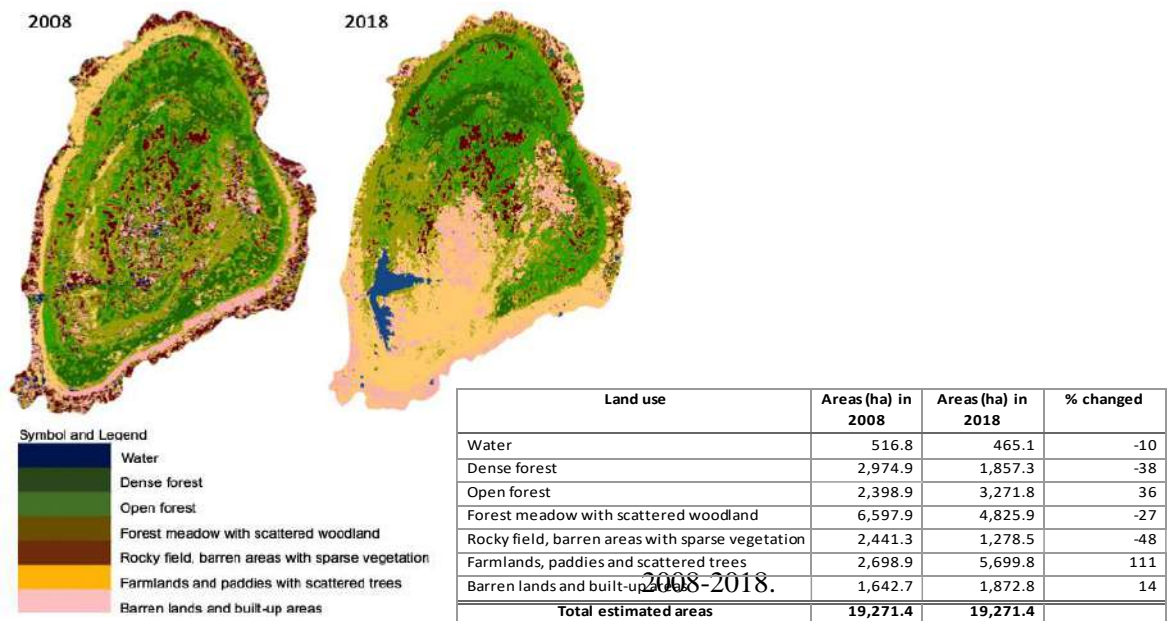 2008
2018
Symbol and Legend
Water
Dense forest
Open forest
Forest meadow with scattered woodland
Rocky field, barren areas with sparse vegetation
Farmlands and paddies with scattered trees
Barren lands and built-up areas
Land use Areas (ha) in 2008 Areas (ha) in 2018 % changed
Water 516.8 465.1 -10
Dense forest 2,974.9 1,857.3 -38
Open forest 2,398.9 3,271.8 36
Forest meadow with scattered woodland 6,597.9 4,825.9 -27
Rocky field, barren areas with sparse vegetation 2,441.3 1,278.5 -48
Farmlands, paddies and scattered trees 2,698.9 5,699.8 111
Barren lands and built-up areas 1,642.7 1,872.8 14
2008-2018.
Total estimated areas 19,271.4 19,271.4